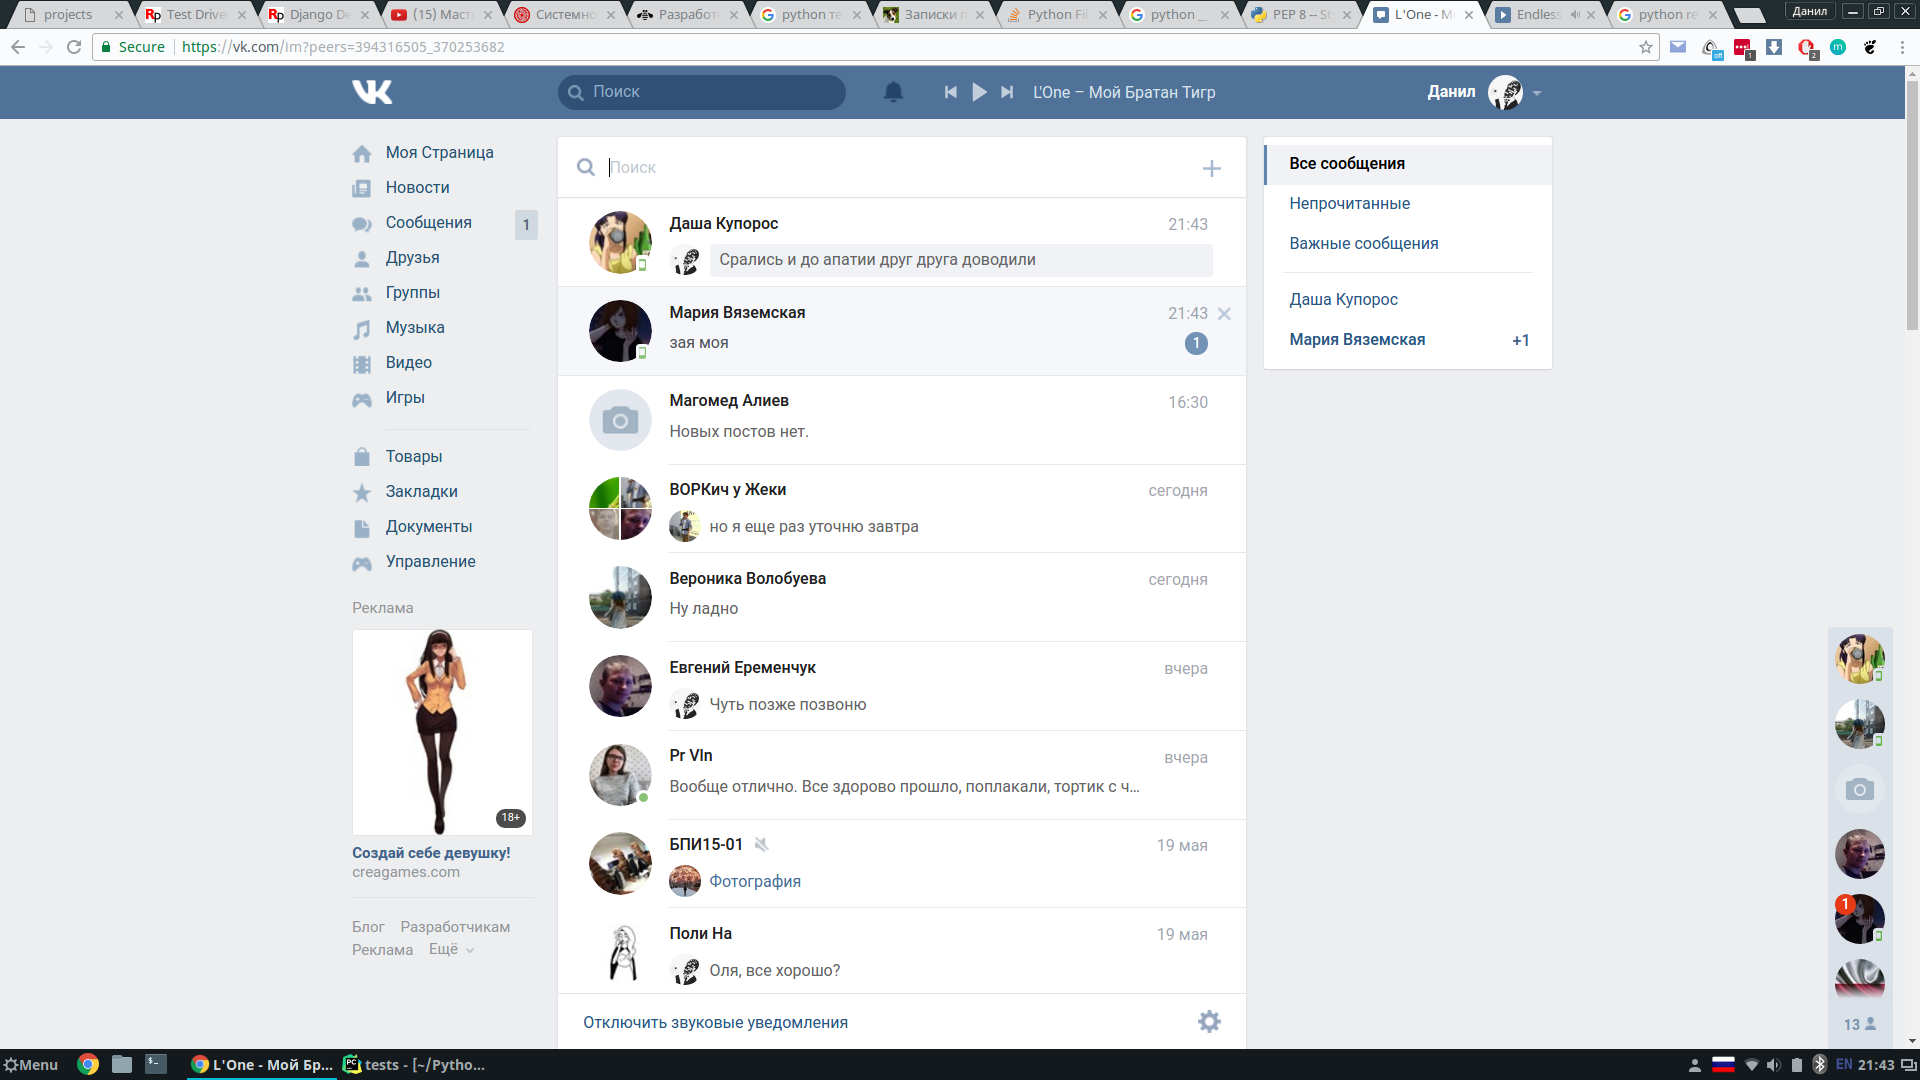 projects
Test Drive
Django De
(15) Маст
Системно
Разработ
python те
Записки п
Python Fi
python __
PEP 8 -- St
L'One - М
Endless
python re
Данил
Secure
https://vk.com/im?peers=394316505_370253682
off
1
2
m
Поиск
L'One – Мой Братан Тигр
Данил
Моя Страница
Новости
Сообщения
1
Друзья
Группы
Музыка
Видео
Игры
Товары
Закладки
Документы
Управление
Реклама
18+
Создай себе девушку!
creagames.com
Блог Разработчикам
Реклама Ещё
Поиск
Даша Купорос
21:43
Срались и до апатии друг друга доводили
Мария Вяземская
21:43
зая моя
1
Магомед Алиев
16:30
Новых постов нет.
ВОРКич у Жеки
сегодня
но я еще раз уточню завтра
Вероника Волобуева
сегодня
Ну ладно
Евгений Еременчук
вчера
Чуть позже позвоню
Pr Vln
вчера
Вообще отлично. Все здорово прошло, поплакали, тортик с ч...
БПИ15-01
19 мая
Фотография
Поли На
19 мая
Оля, все хорошо?
Отключить звуковые уведомления
Все сообщения
Непрочитанные
Важные сообщения
Даша Купорос
Мария Вяземская
+1
1
13
Menu
L'One - Мой Бр...
tests - [~/Pytho...
EN 21:43